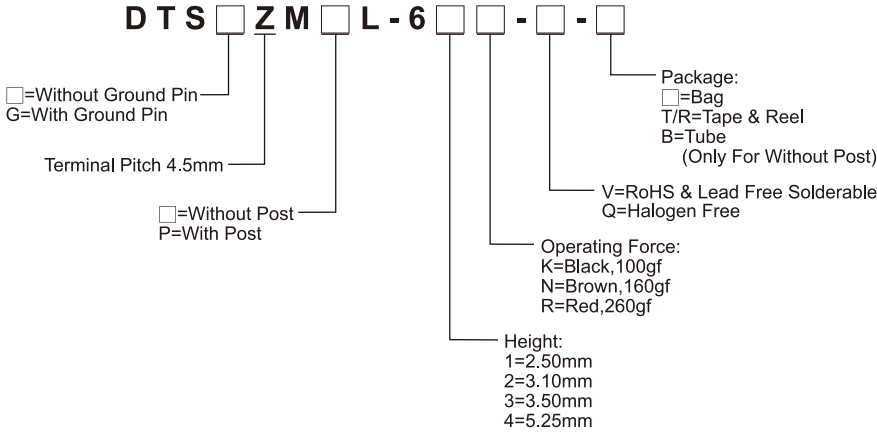 DTS□ZM□L-6□□-□-□
□=Without Ground Pin
G=With Ground Pin
Terminal Pitch 4.5mm
□=Without Post
P=With Post
Package:
□=Bag
T/R=Tape & Reel
B=Tube
(Only For Without Post)
V=RoHS & Lead Free Solderable
Q=Halogen Free
Operating Force:
K=Black,100gf
N=Brown,160gf
R=Red,260gf
Height:
1=2.50mm
2=3.10mm
3=3.50mm
4=5.25mm